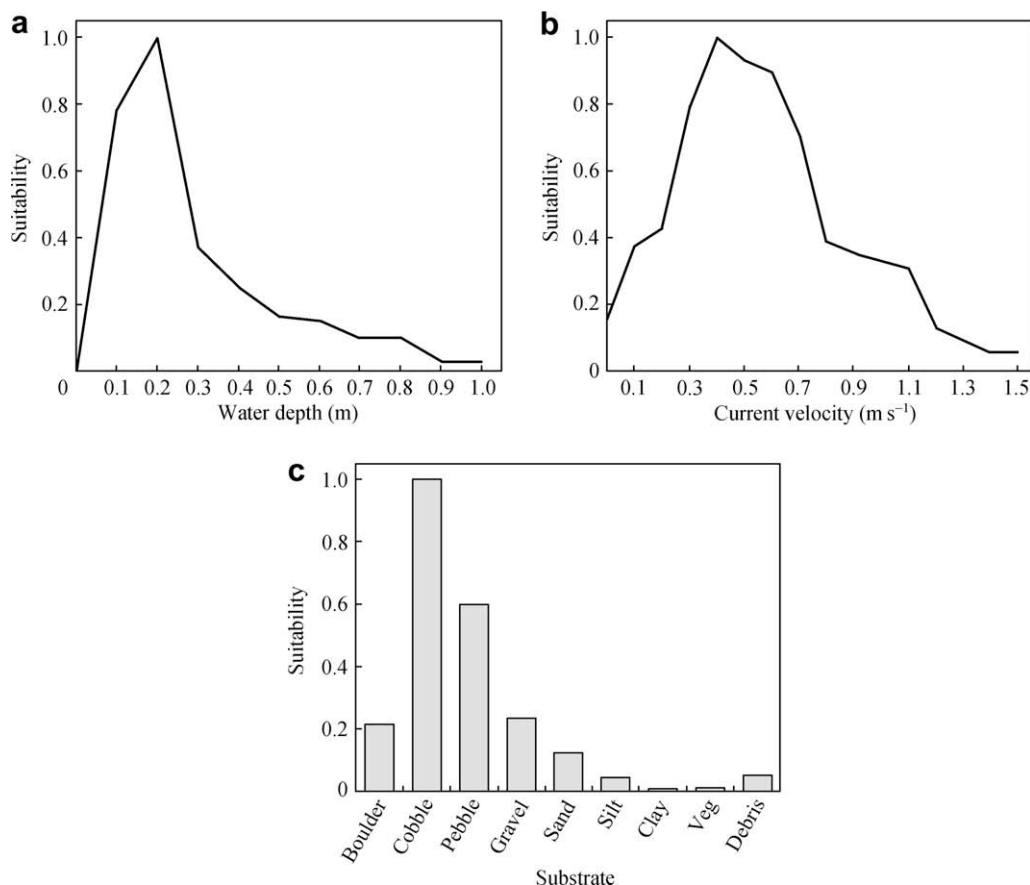 a
1.0
0.8
0.6
0.4
0.2
0
Suitability
0.1 0.2 0.3 0.4 0.5 0.6 0.7 0.8 0.9 1.0
Water depth (m)
b
1.0
0.8
0.6
0.4
0.2
0
Suitability
0.1 0.3 0.5 0.7 0.9 1.1 1.3 1.5
Current velocity (m s⁻¹)
c
1.0
0.8
0.6
0.4
0.2
0
Suitability
Boulder
Cobble
Pebble
Gravel
Sand
Silt
Clay
Veg
Debris
Substrate